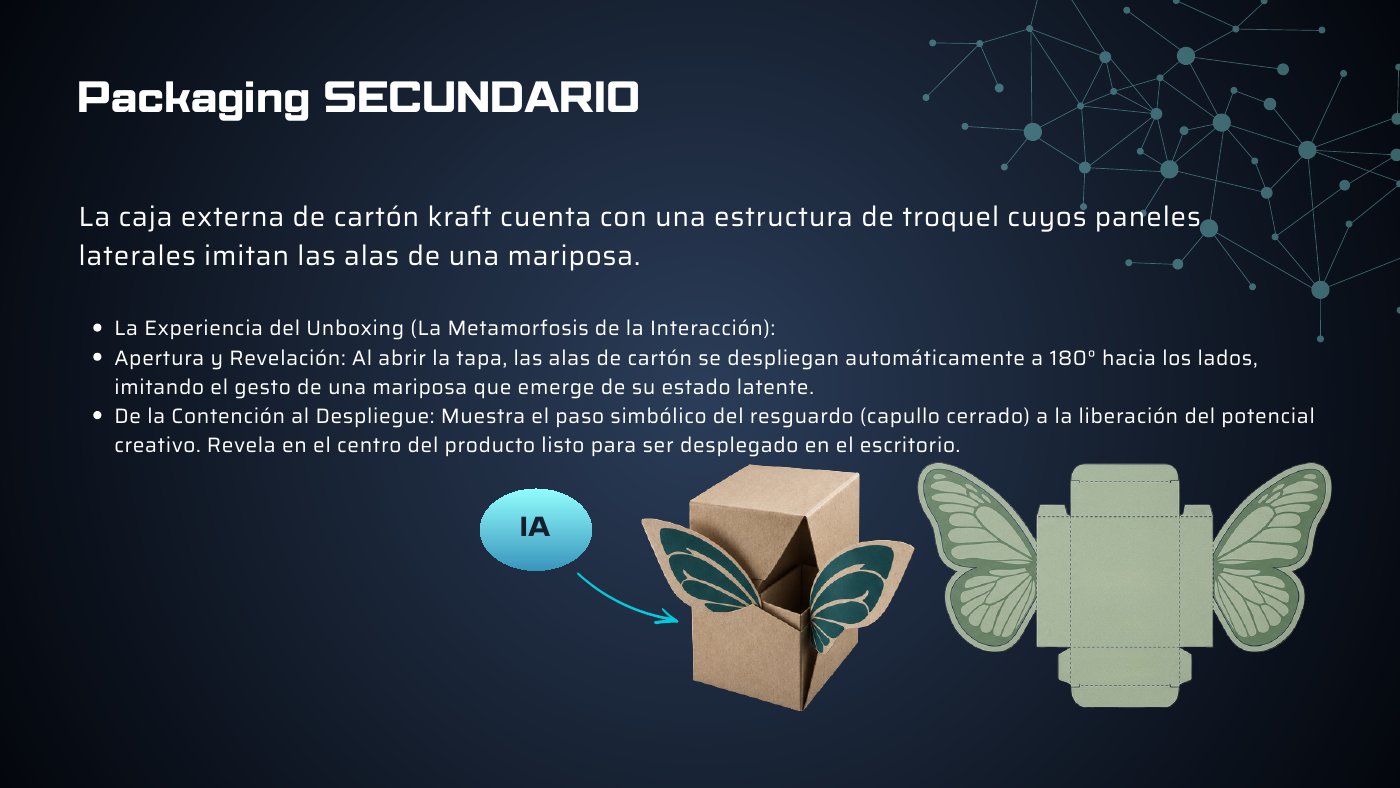 Packaging SECUNDARIO
La caja externa de cartón kraft cuenta con una estructura de troquel cuyos paneles
laterales imitan las alas de una mariposa.
La Experiencia del Unboxing (La Metamorfosis de la Interacción):
Apertura y Revelación: Al abrir la tapa, las alas de cartón se despliegan automáticamente a 180° hacia los lados,
imitando el gesto de una mariposa que emerge de su estado latente.
De la Contención al Despliegue: Muestra el paso simbólico del resguardo (capullo cerrado) a la liberación del potencial
creativo. Revela en el centro del producto listo para ser desplegado en el escritorio.
IA